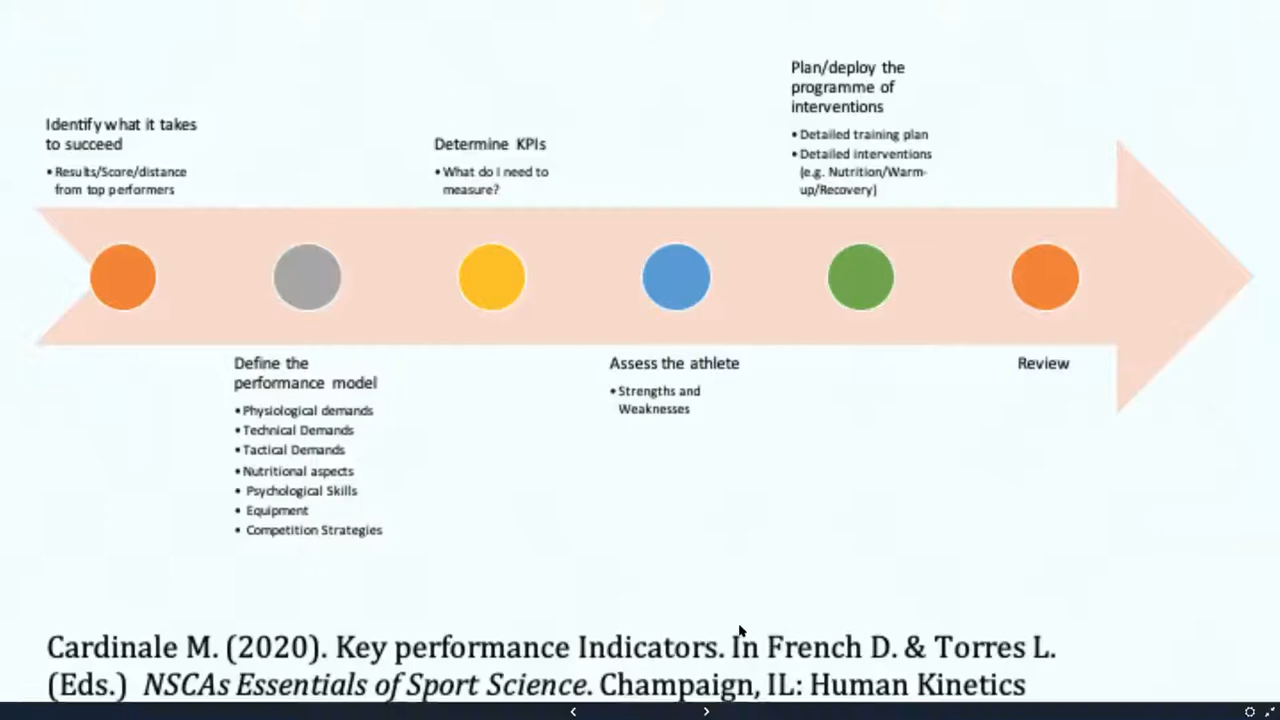 Identify what it takes
to succeed
• Results/Score/distance
from top performers
Define the
performance model
• Physiological demands
• Technical Demands
• Tactical Demands
• Nutritional aspects
• Psychological Skills
• Equipment
• Competition Strategies
Determine KPIs
• What do I need to
measure?
Assess the athlete
• Strengths and
Weaknesses
Plan/deploy the
programme of
interventions
• Detailed training plan
• Detailed interventions
(e.g. Nutrition/Warm-
up/Recovery)
Review
Cardinale M. (2020). Key performance Indicators. In French D. & Torres L.
(Eds.) NSCAs Essentials of Sport Science. Champaign, IL: Human Kinetics